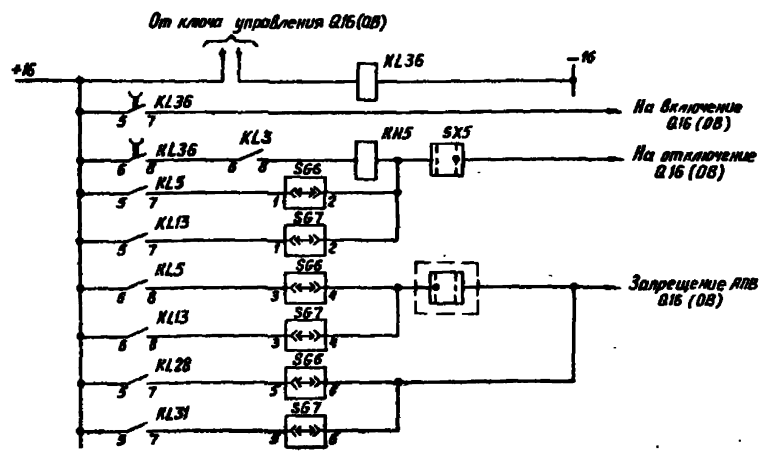 От ключа управления Q16 (ОВ)
+16 KL36 -16
KL36
5 7 На включение
Q16 (ОВ)
KL36 KL3 KH5 SX5
6 8 6 8 На отключение
Q16 (ОВ)
KL5 SG6
5 7 1 2
KL13 SG7
5 7 1 2
KL5 SG6
6 8 3 4 Запрещение АПВ
Q16 (ОВ)
KL13 SG7
6 8 3 4
KL28 SG6
5 7 5 6
KL31 SG7
5 7 5 6